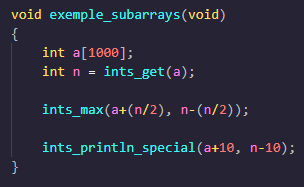 void exemple_subarrays(void)
{
    int a[1000];
    int n = ints_get(a);

    ints_max(a+(n/2), n-(n/2));

    ints_println_special(a+10, n-10);
}